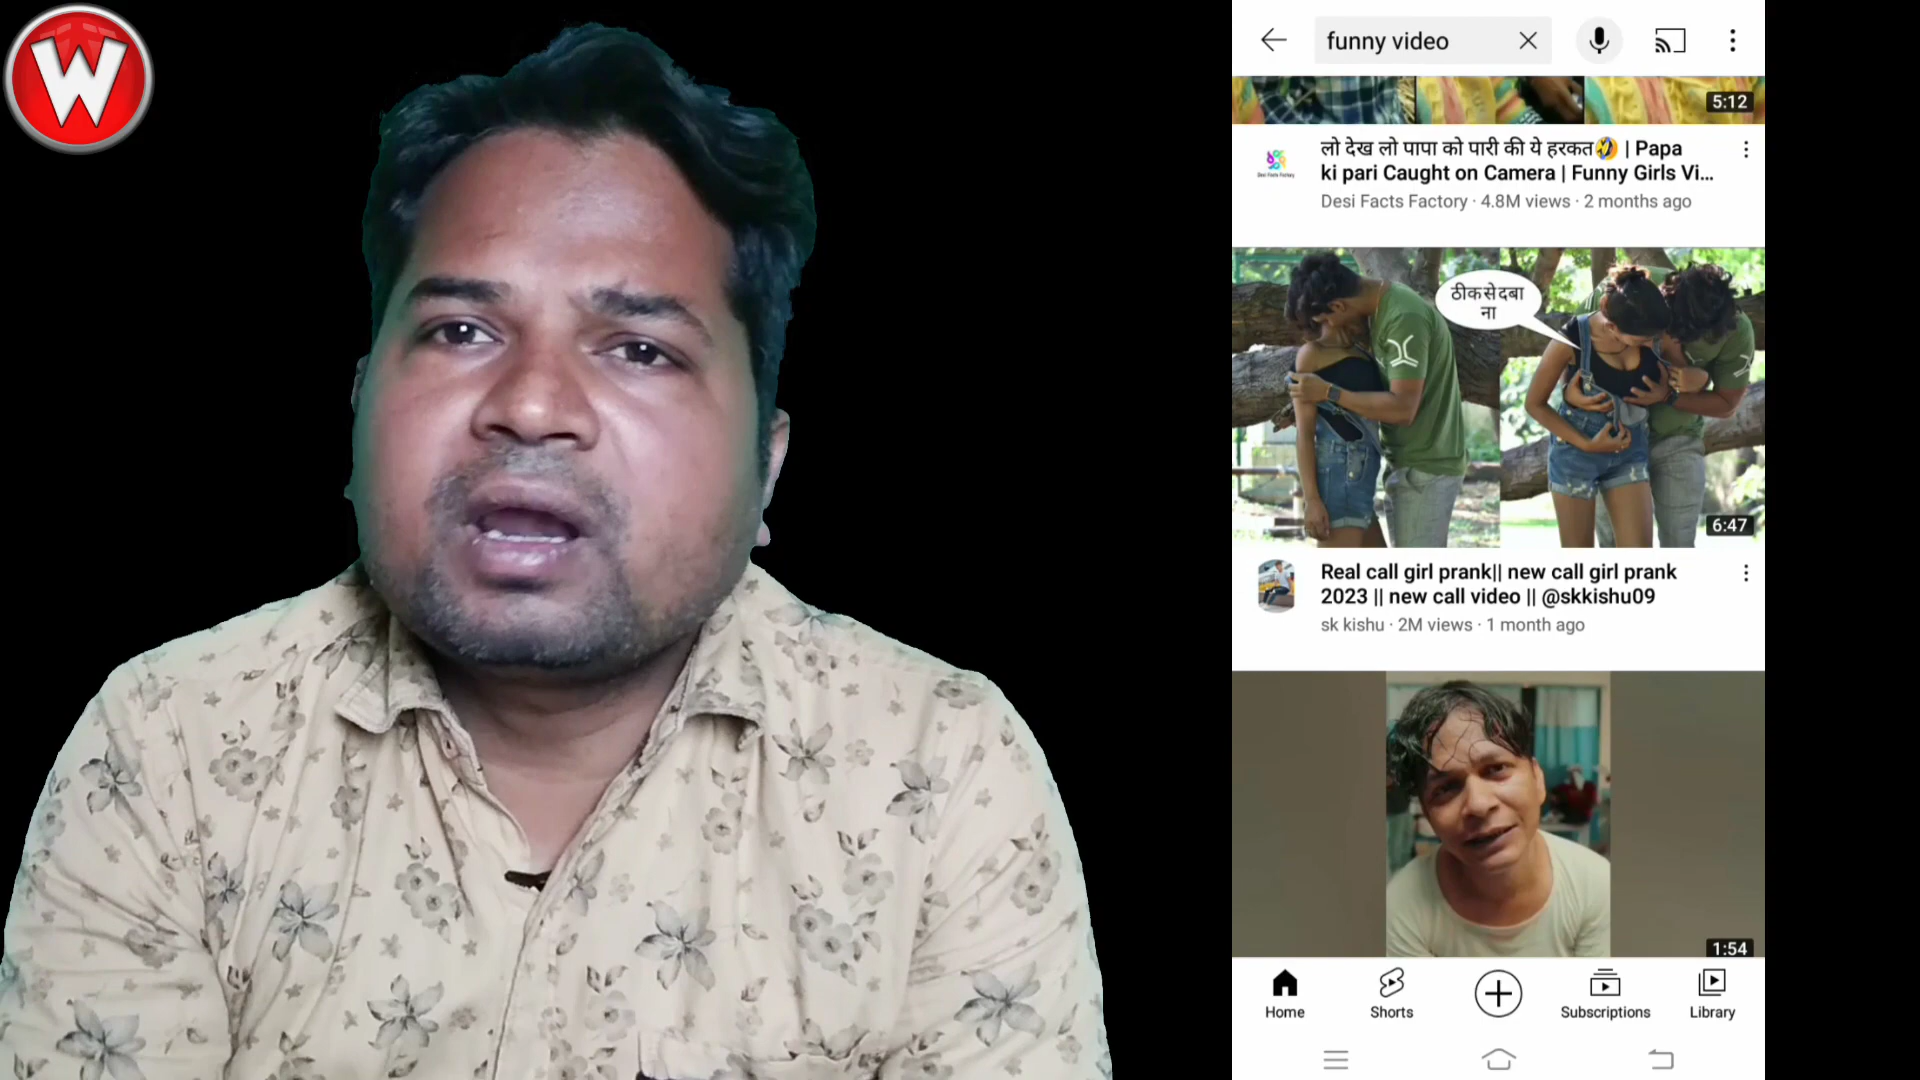 W
funny video
5:12
लो देख लो पापा को पारी की ये हरकत🤣 | Papa
ki pari Caught on Camera | Funny Girls Vi...
Desi Facts Factory · 4.8M views · 2 months ago
ठीक से दबा
ना
6:47
Real call girl prank|| new call girl prank
2023 || new call video || @skkishu09
sk kishu · 2M views · 1 month ago
1:54
Home
Shorts
Subscriptions
Library